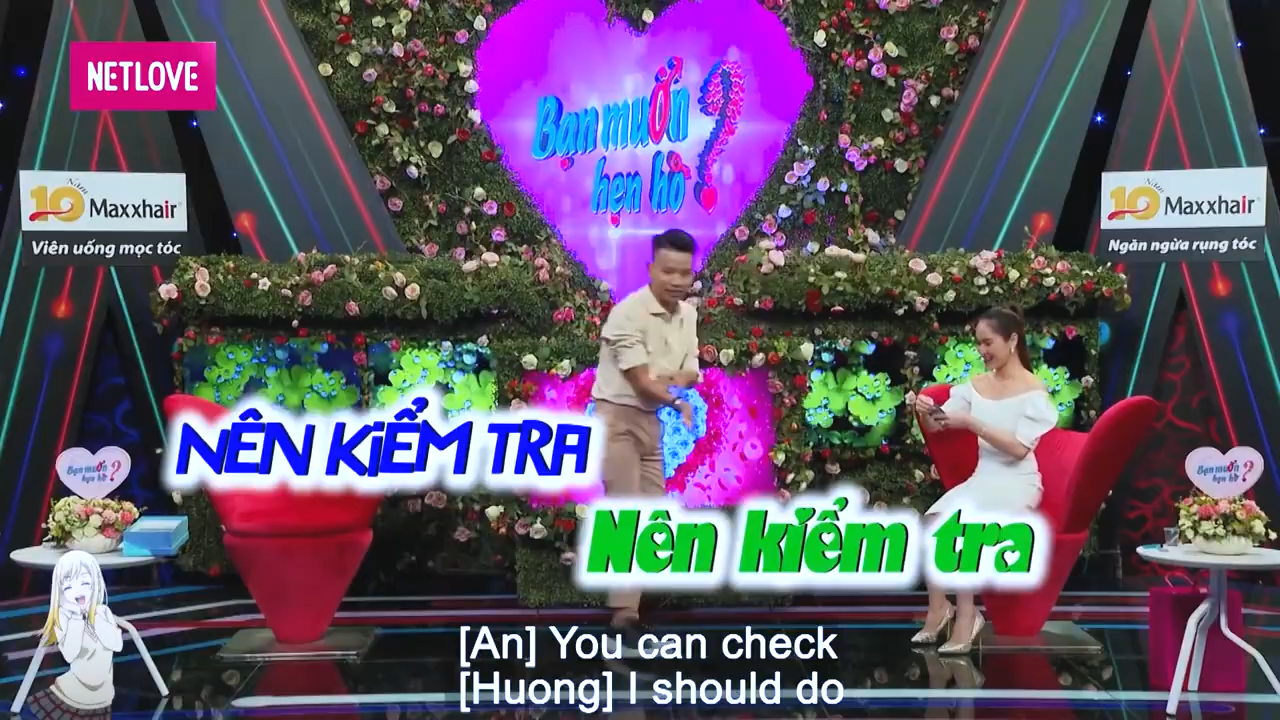 NETLOVE
Bạn muốn
hẹn hò ?
10 Năm Maxxhair
Viên uống mọc tóc
10 Năm Maxxhair
Ngăn ngừa rụng tóc
NÊN KIỂM TRA
Nên kiểm tra
Bạn muốn
hẹn hò ?
Bạn muốn
hẹn hò ?
[An] You can check
[Huong] I should do